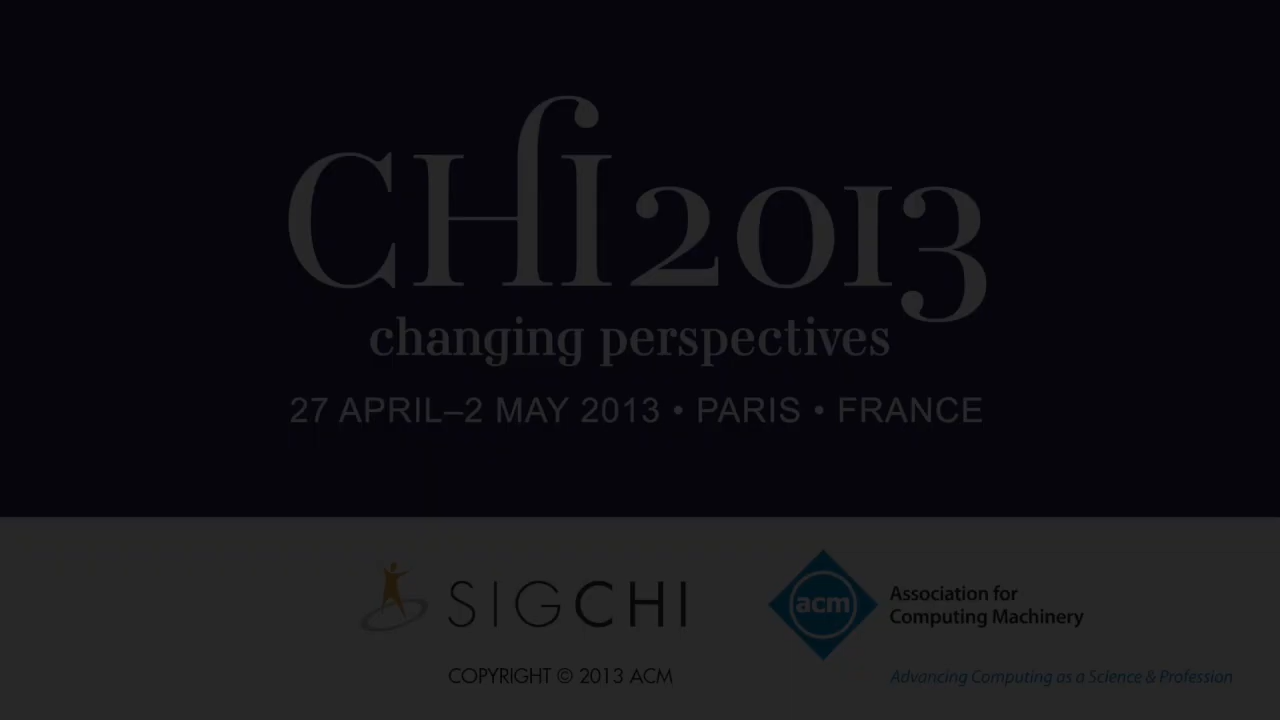 CHI2013
changing perspectives
27 APRIL–2 MAY 2013 • PARIS • FRANCE
SIGCHI
acm
Association for
Computing Machinery
COPYRIGHT © 2013 ACM
Advancing Computing as a Science & Profession